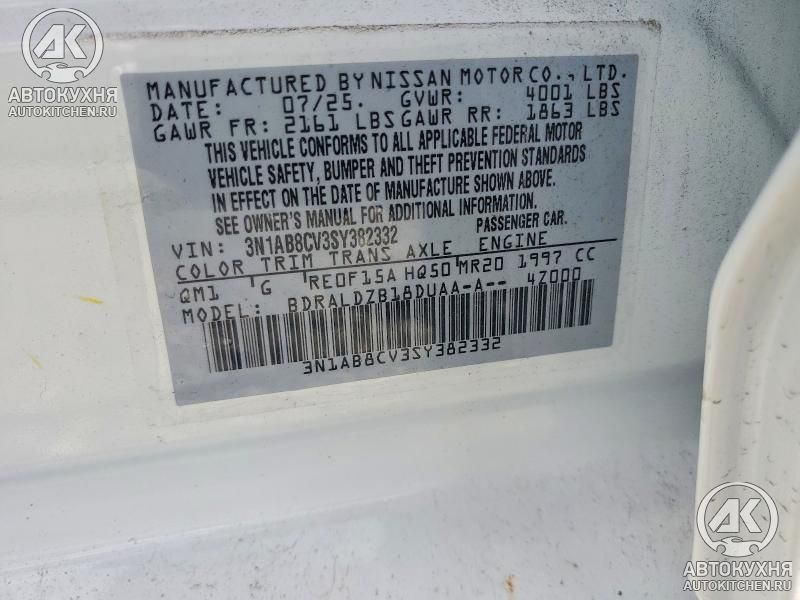 AK
АВТОКУХНЯ
AUTOKITCHEN.RU
MANUFACTURED BY NISSAN MOTOR CO., LTD.
DATE: 07/25. GVWR: 4001 LBS
GAWR FR: 2161 LBS GAWR RR: 1863 LBS
THIS VEHICLE CONFORMS TO ALL APPLICABLE FEDERAL MOTOR
VEHICLE SAFETY, BUMPER AND THEFT PREVENTION STANDARDS
IN EFFECT ON THE DATE OF MANUFACTURE SHOWN ABOVE.
SEE OWNER'S MANUAL FOR ADDITIONAL INFORMATION.
VIN: 3N1AB8CV3SY382332 PASSENGER CAR.
COLOR TRIM TRANS AXLE ENGINE
QM1 G RE0F15A HQ50 MR20 1997 CC
MODEL: BDRALDZB18DUAA-A-- 4Z000
3N1AB8CV3SY382332
AK
АВТОКУХНЯ
AUTOKITCHEN.RU